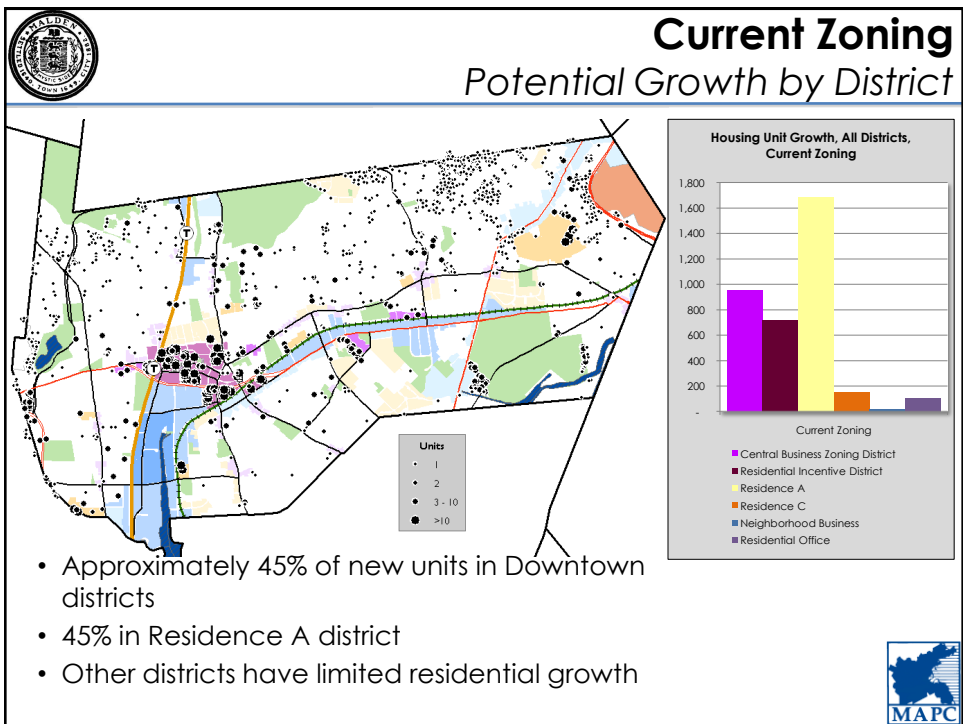 Current Zoning
Potential Growth by District
MALDEN
MYSTIC SIDE
T
T
Units
1
2
3 - 10
>10
Housing Unit Growth, All Districts,
Current Zoning
1,800
1,600
1,400
1,200
1,000
800
600
400
200
-
Current Zoning
Central Business Zoning District
Residential Incentive District
Residence A
Residence C
Neighborhood Business
Residential Office
• Approximately 45% of new units in Downtown
districts
• 45% in Residence A district
• Other districts have limited residential growth
MAPC